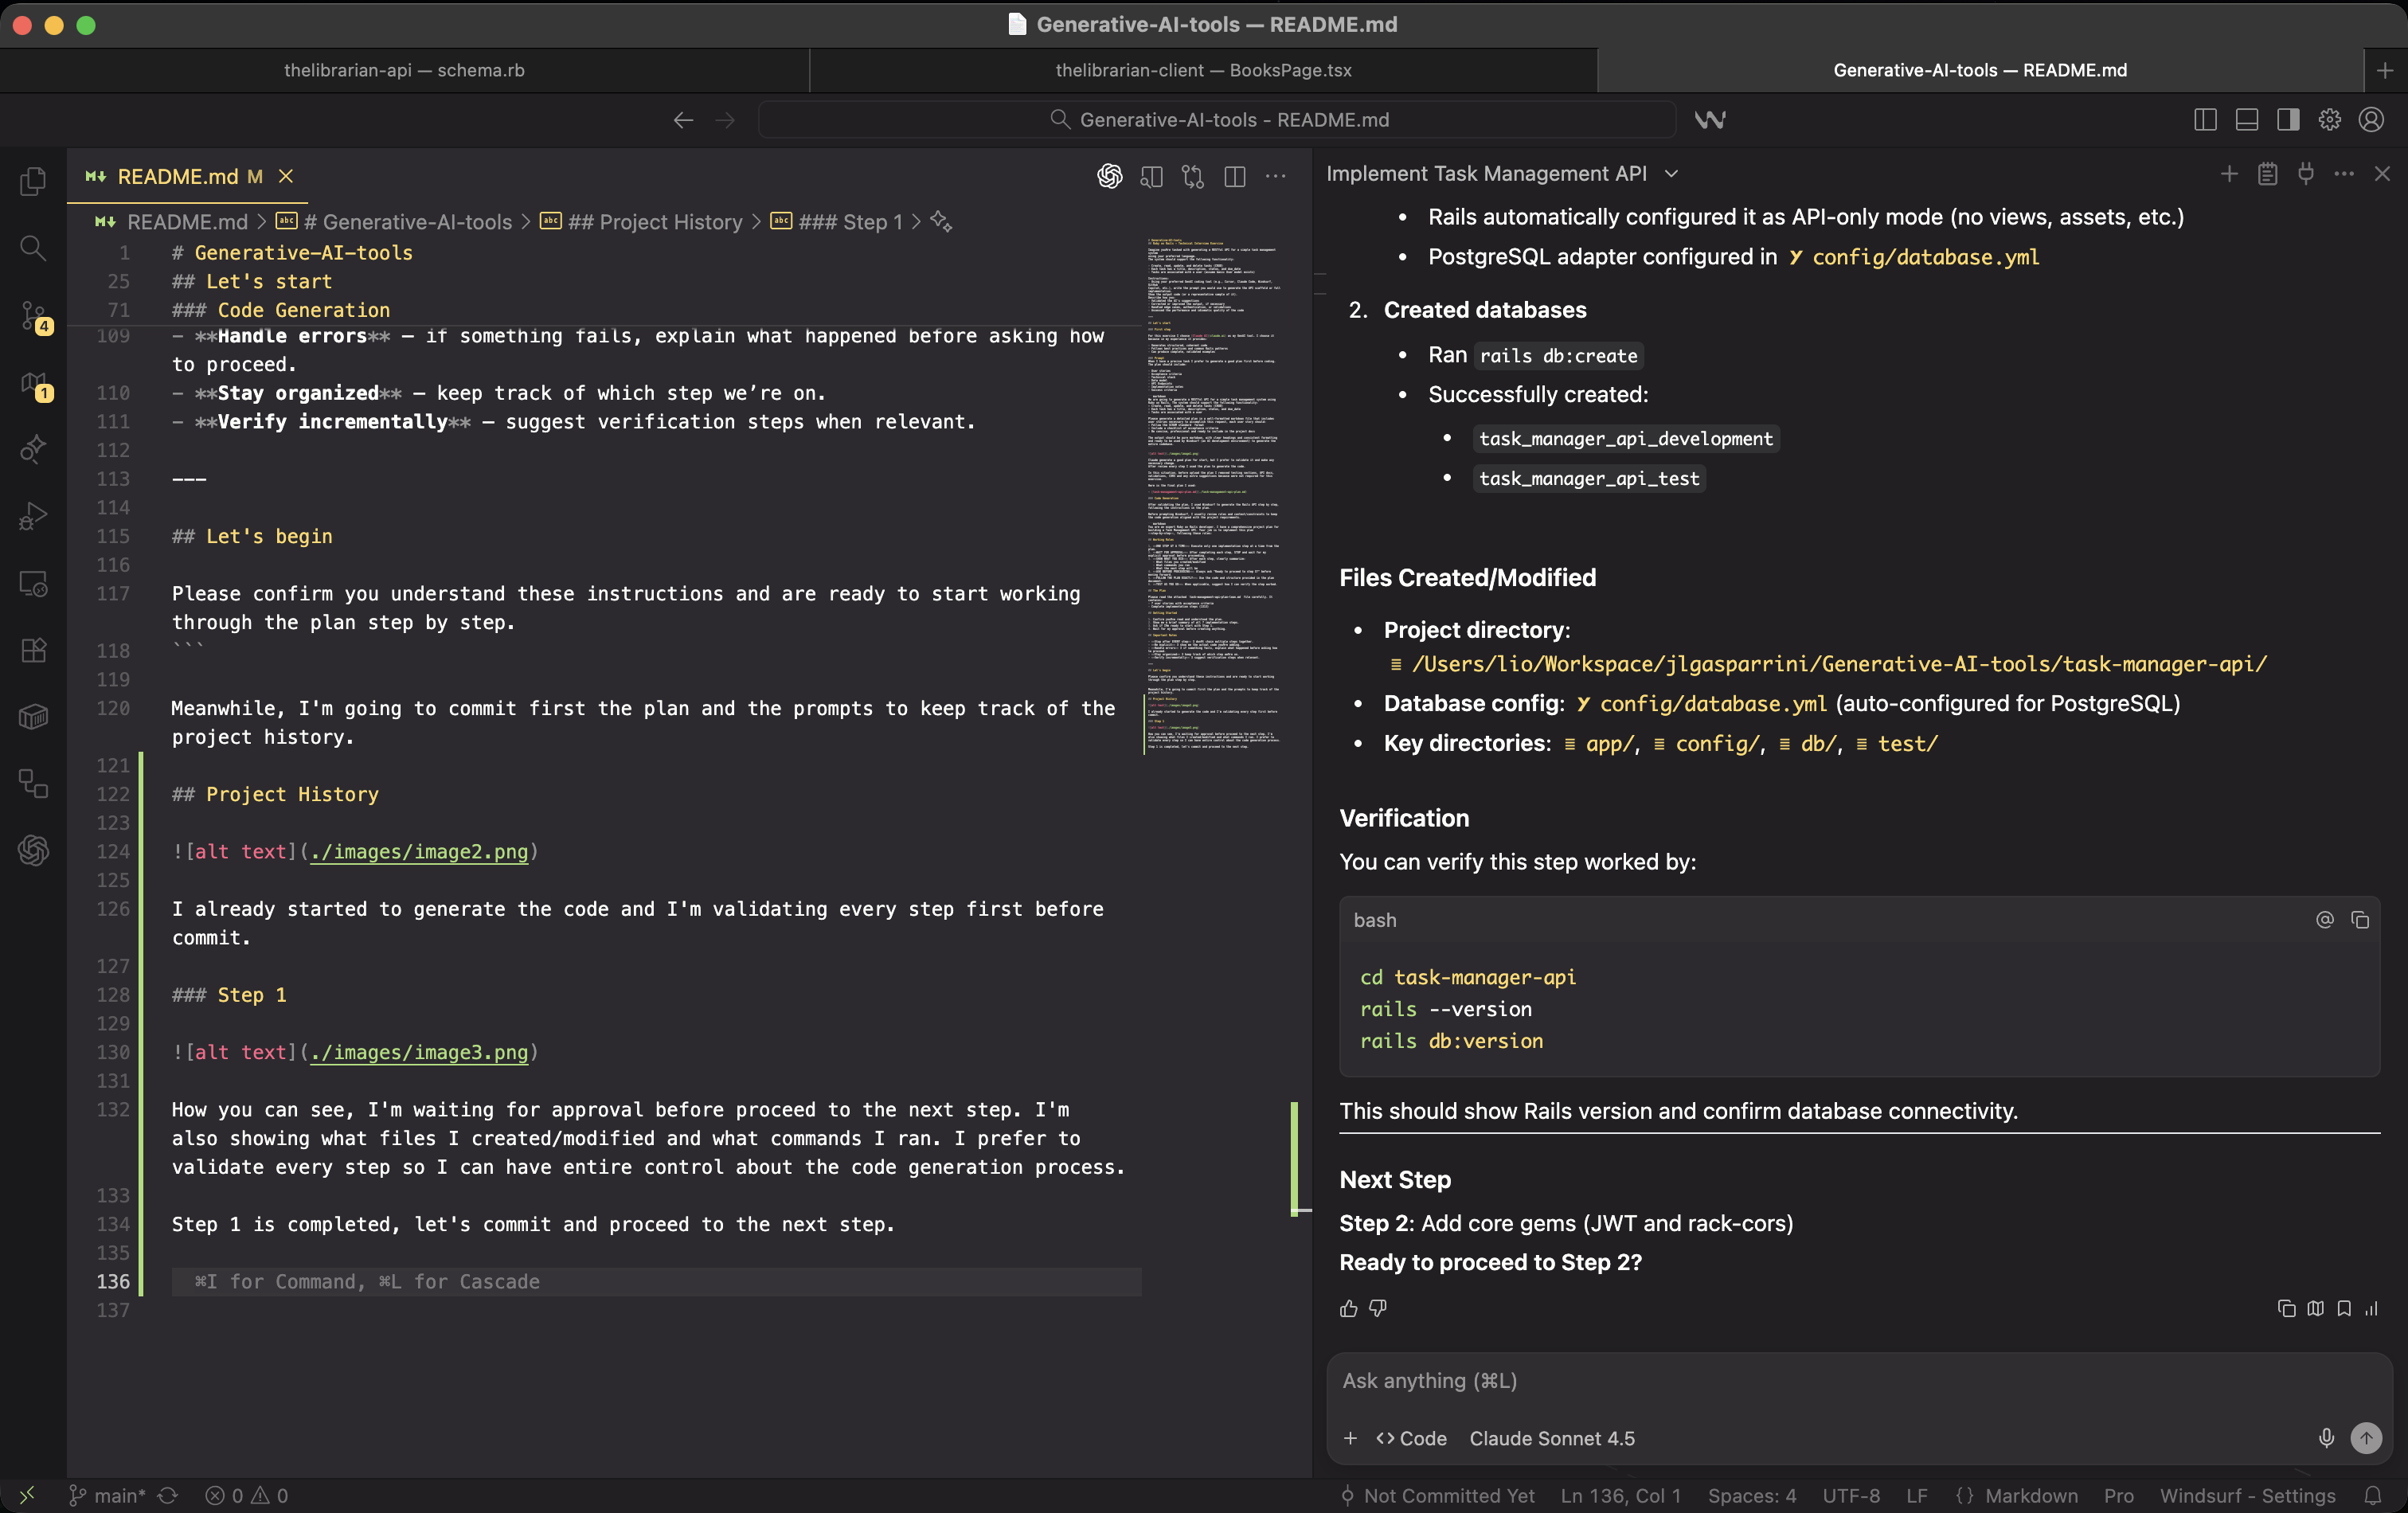 Generative-AI-tools — README.md
thelibrarian-api — schema.rb
thelibrarian-client — BooksPage.tsx
Generative-AI-tools — README.md
Generative-AI-tools - README.md
README.md M
README.md > # Generative-AI-tools > ## Project History > ### Step 1 >
1 # Generative-AI-tools
25 ## Let's start
71 ### Code Generation
109 - **Handle errors** — if something fails, explain what happened before asking how
to proceed.
110 - **Stay organized** — keep track of which step we’re on.
111 - **Verify incrementally** — suggest verification steps when relevant.
112
113 ---
114
115 ## Let's begin
116
117 Please confirm you understand these instructions and are ready to start working
through the plan step by step.
118 ```
119
120 Meanwhile, I'm going to commit first the plan and the prompts to keep track of the
project history.
121
122 ## Project History
123
124 ![alt text](./images/image2.png)
125
126 I already started to generate the code and I'm validating every step first before
commit.
127
128 ### Step 1
129
130 ![alt text](./images/image3.png)
131
132 How you can see, I'm waiting for approval before proceed to the next step. I'm
also showing what files I created/modified and what commands I ran. I prefer to
validate every step so I can have entire control about the code generation process.
133
134 Step 1 is completed, let's commit and proceed to the next step.
135
136 ⌘I for Command, ⌘L for Cascade
137
4
1
Implement Task Management API
• Rails automatically configured it as API-only mode (no views, assets, etc.)
• PostgreSQL adapter configured in config/database.yml
2. Created databases
• Ran rails db:create
• Successfully created:
• task_manager_api_development
• task_manager_api_test
Files Created/Modified
• Project directory:
/Users/lio/Workspace/jlgasparrini/Generative-AI-tools/task-manager-api/
• Database config: config/database.yml (auto-configured for PostgreSQL)
• Key directories: app/, config/, db/, test/
Verification
You can verify this step worked by:
bash
cd task-manager-api
rails --version
rails db:version
This should show Rails version and confirm database connectivity.
Next Step
Step 2: Add core gems (JWT and rack-cors)
Ready to proceed to Step 2?
Ask anything (⌘L)
+ <> Code Claude Sonnet 4.5
main* 0 0
Not Committed Yet Ln 136, Col 1 Spaces: 4 UTF-8 LF {} Markdown Pro Windsurf - Settings